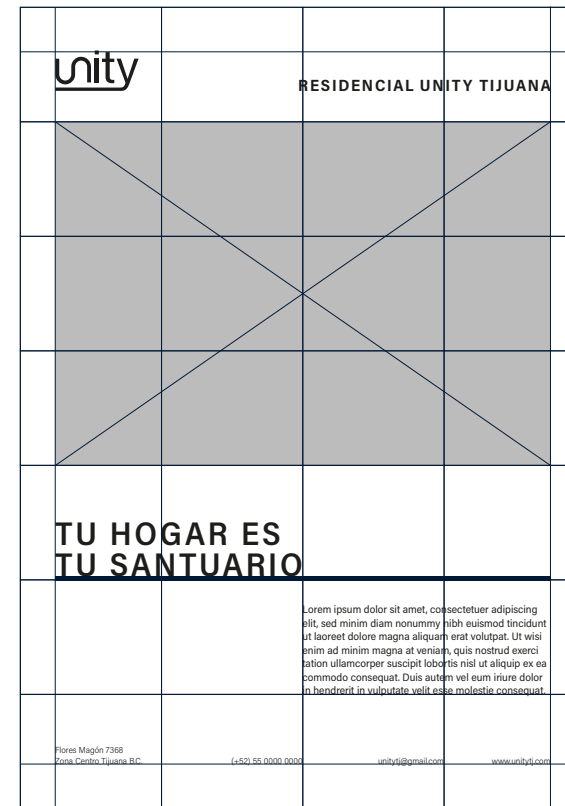 unity
RESIDENCIAL UNITY TIJUANA
TU HOGAR ES
TU SANTUARIO
Lorem ipsum dolor sit amet, consectetuer adipiscing
elit, sed minim diam nonummy nibh euismod tincidunt
ut laoreet dolore magna aliquam erat volutpat. Ut wisi
enim ad minim magna at veniam, quis nostrud exerci
tation ullamcorper suscipit lobortis nisl ut aliquip ex ea
commodo consequat. Duis autem vel eum iriure dolor
in hendrerit in vulputate velit esse molestie consequat.
Flores Magón 7368
Zona Centro Tijuana B.C. (+52) 55 0000 0000 unitytj@gmail.com www.unitytj.com